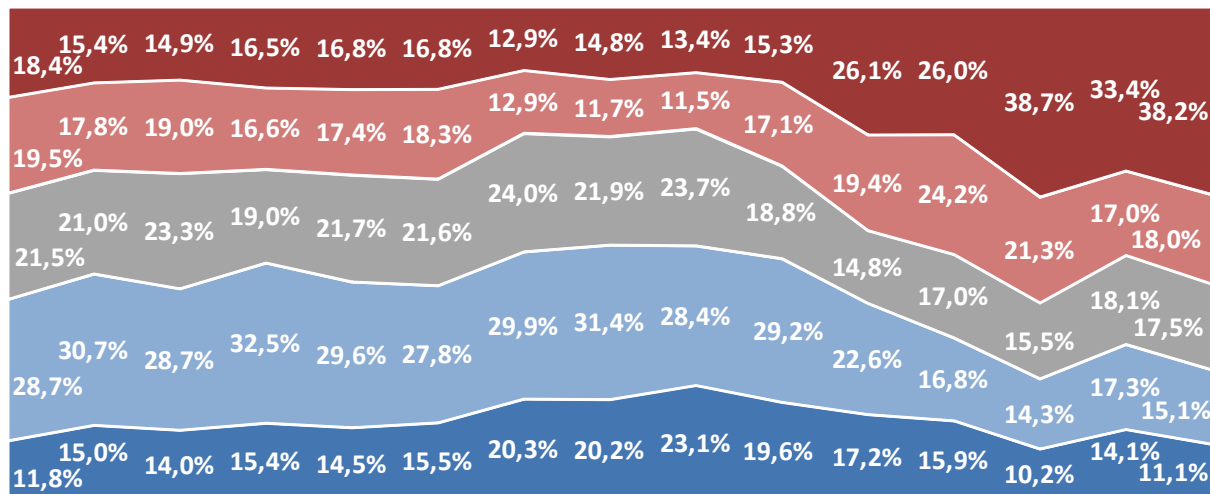 18,4% 15,4% 14,9% 16,5% 16,8% 16,8% 12,9% 14,8% 13,4% 15,3% 26,1% 26,0% 38,7% 33,4% 38,2%
19,5% 17,8% 19,0% 16,6% 17,4% 18,3% 12,9% 11,7% 11,5% 17,1% 19,4% 24,2% 21,3% 17,0% 18,0%
21,5% 21,0% 23,3% 19,0% 21,7% 21,6% 24,0% 21,9% 23,7% 18,8% 14,8% 17,0% 15,5% 18,1% 17,5%
28,7% 30,7% 28,7% 32,5% 29,6% 27,8% 29,9% 31,4% 28,4% 29,2% 22,6% 16,8% 14,3% 17,3% 15,1%
11,8% 15,0% 14,0% 15,4% 14,5% 15,5% 20,3% 20,2% 23,1% 19,6% 17,2% 15,9% 10,2% 14,1% 11,1%